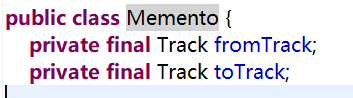 public class Memento {
private final Track fromTrack;
private final Track toTrack;